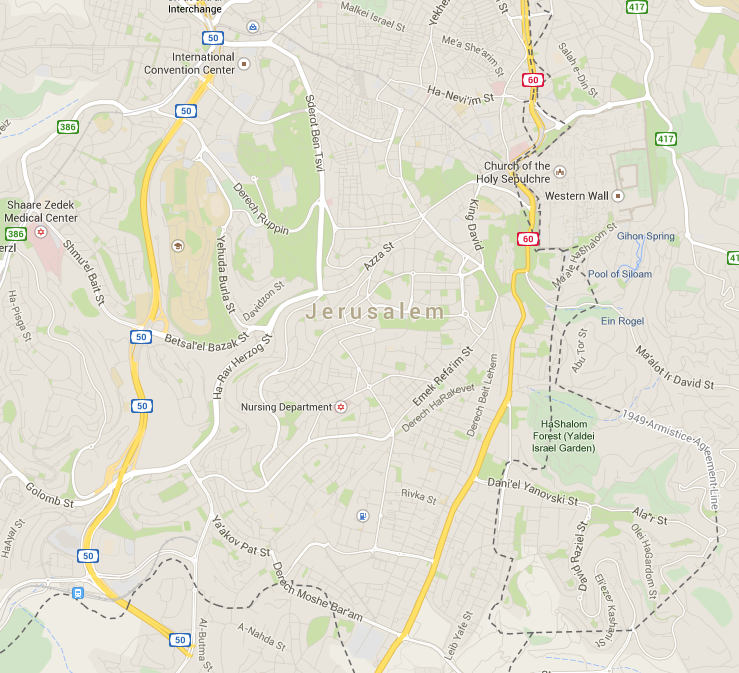 Interchange
50
International
Convention Center
Malkei Israel St
Me'a She'arim St
Salah e-Din St
417
60
Ha-Nevi'im St
50
386
417
Sderot Ben Tsvi
Church of the
Holy Sepulchre
Western Wall
Shaare Zedek
Medical Center
386
Derech Ruppin
King David
60
Gihon Spring
Ma'ale HaShalom St
Shmu'el Bait St
Yehuda Burla St
Azza St
Pool of Siloam
Davidzon St
Ha-Pisga St
Jerusalem
Ein Rogel
50
Betsal'el Bazak St
Abu Tor St
Ha-Rav Herzog St
Emek Refa'im St
Ma'alot Ir David St
Derech HaRakevet
Derech Beit Lehem
50
Nursing Department
HaShalom
Forest (Yaldei
Israel Garden)
1949 Armistice Agreement Line
Golomb St
Dani'el Yanovski St
Rivka St
Ala"r St
HaAyal St
Ya'akov Pat St
Olei HaGardom St
David Raziel St
50
Derech Moshe Bar'am
Eli'ezer Kashani St
A-Nahda St
Al-Butma St
Leib Yafe St
50